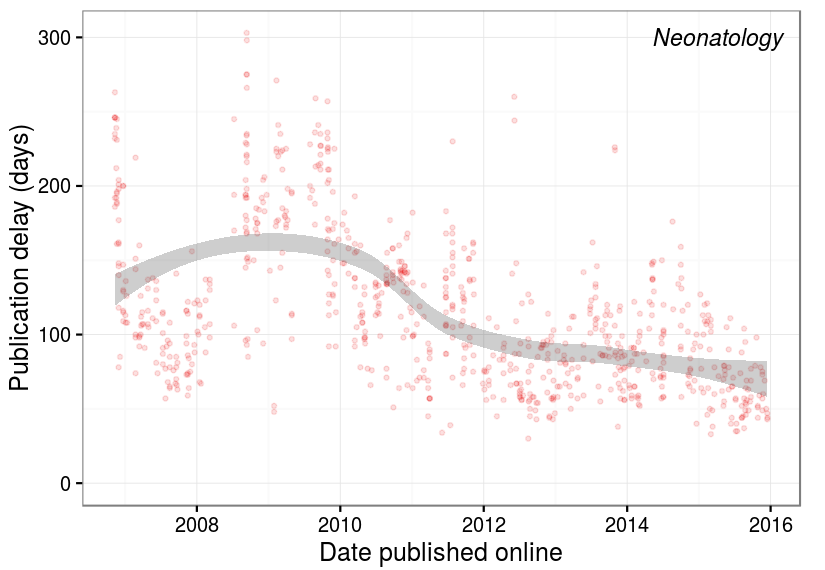 Neonatology
Publication delay (days)
300
200
100
0
2008 2010 2012 2014 2016
Date published online